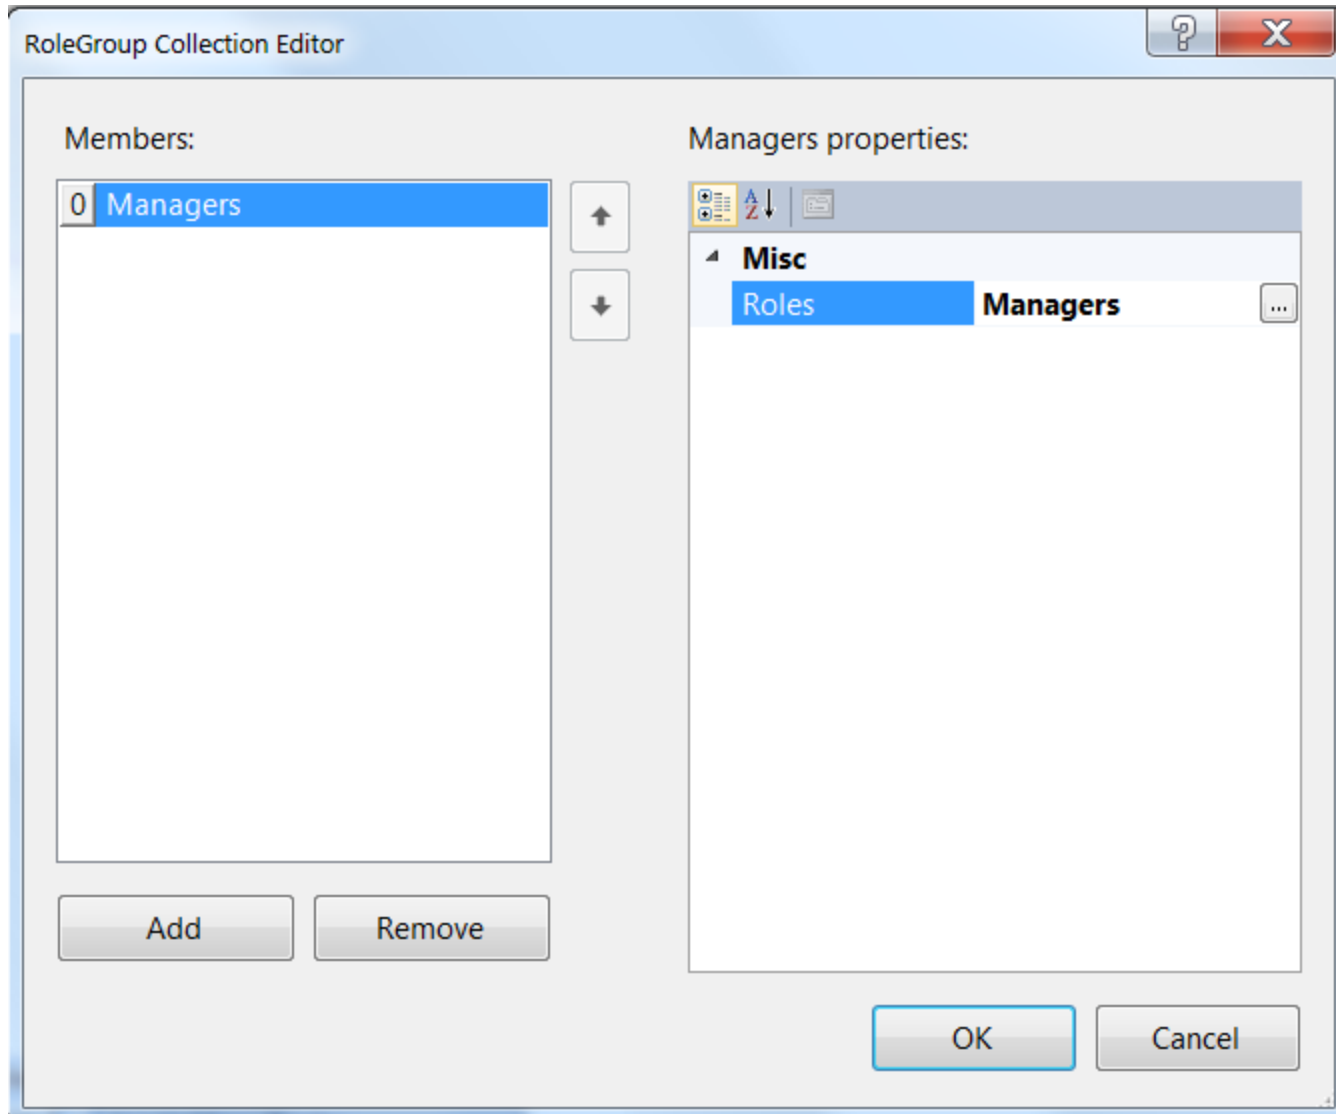 RoleGroup Collection Editor
Members:
0 Managers
Add
Remove
Managers properties:
A
Z
Misc
Roles Managers ...
OK
Cancel